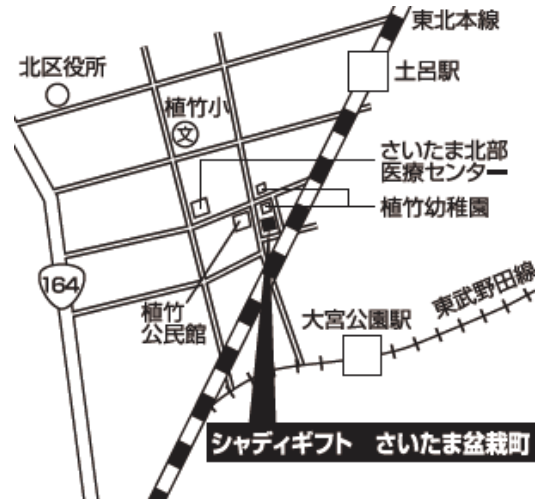 東北本線
北区役所
土呂駅
植竹小
文
さいたま北部
医療センター
植竹幼稚園
164
植竹
公民館
大宮公園駅
東武野田線
シャディギフト　さいたま盆栽町